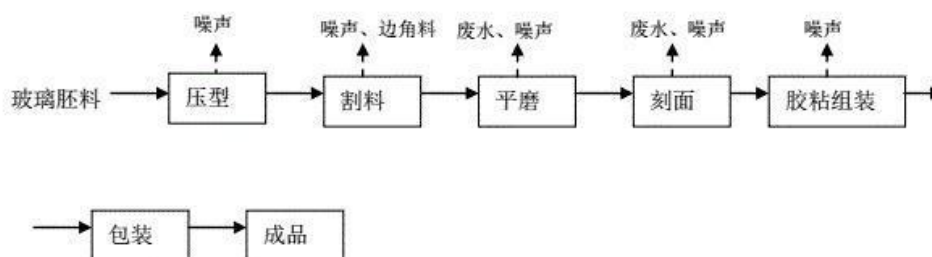 噪声 噪声、边角料 废水、噪声 废水、噪声 噪声
玻璃胚料 压型 割料 平磨 刻面 胶粘组装
包装 成品